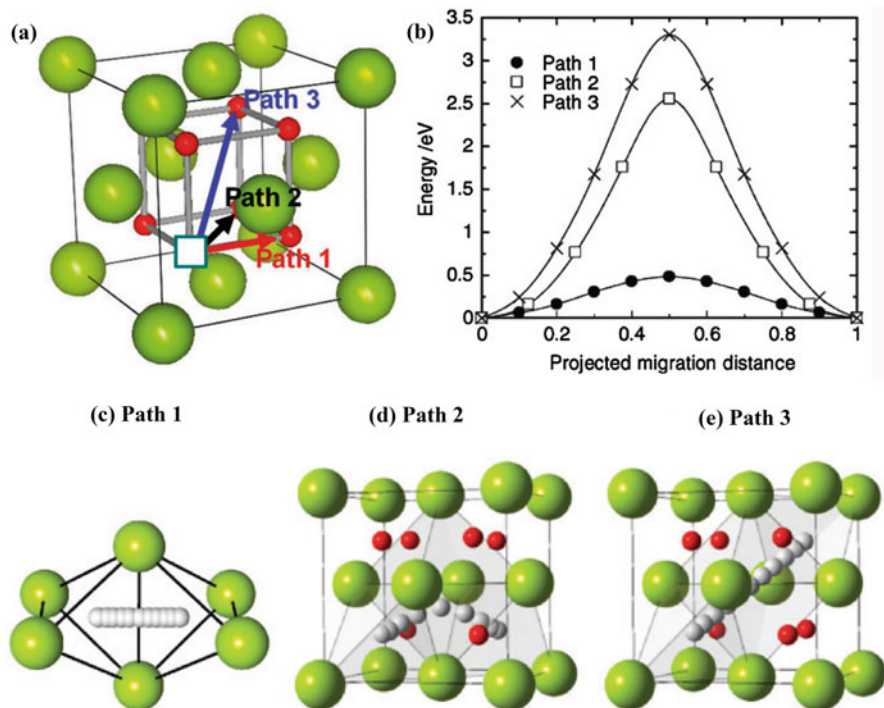 (a)
Path 3
Path 2
Path 1
(b)
Energy /eV
3.5
3
2.5
2
1.5
1
0.5
0
Path 1
Path 2
Path 3
0 0.2 0.4 0.6 0.8 1
Projected migration distance
(c) Path 1
(d) Path 2
(e) Path 3